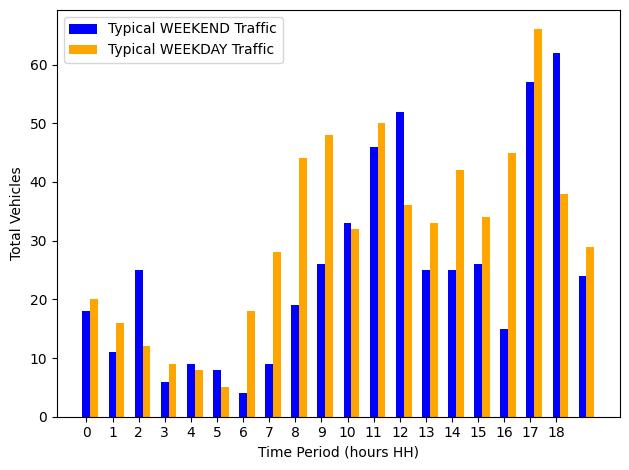 Typical WEEKEND Traffic
Typical WEEKDAY Traffic
Total Vehicles
60
50
40
30
20
10
0
0 1 2 3 4 5 6 7 8 9 10 11 12 13 14 15 16 17 18
Time Period (hours HH)